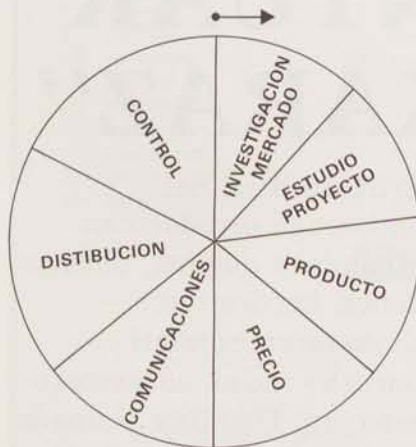 INVESTIGACION
MERCADO
ESTUDIO
PROYECTO
PRODUCTO
PRECIO
COMUNICACIONES
DISTIBUCION
CONTROL